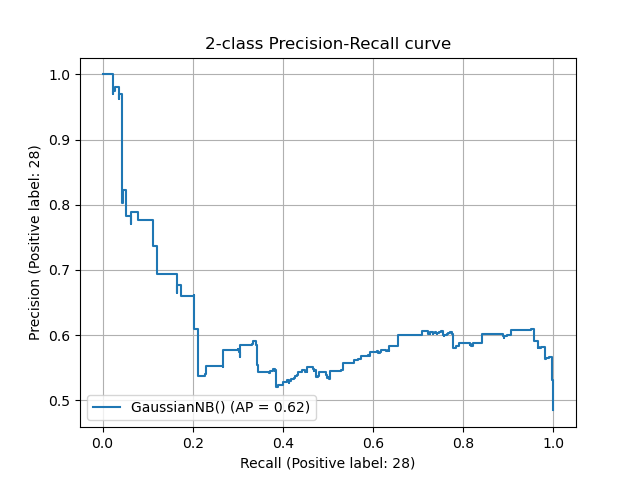 2-class Precision-Recall curve
Precision (Positive label: 28)
1.0
0.9
0.8
0.7
0.6
0.5
GaussianNB() (AP = 0.62)
0.0 0.2 0.4 0.6 0.8 1.0
Recall (Positive label: 28)